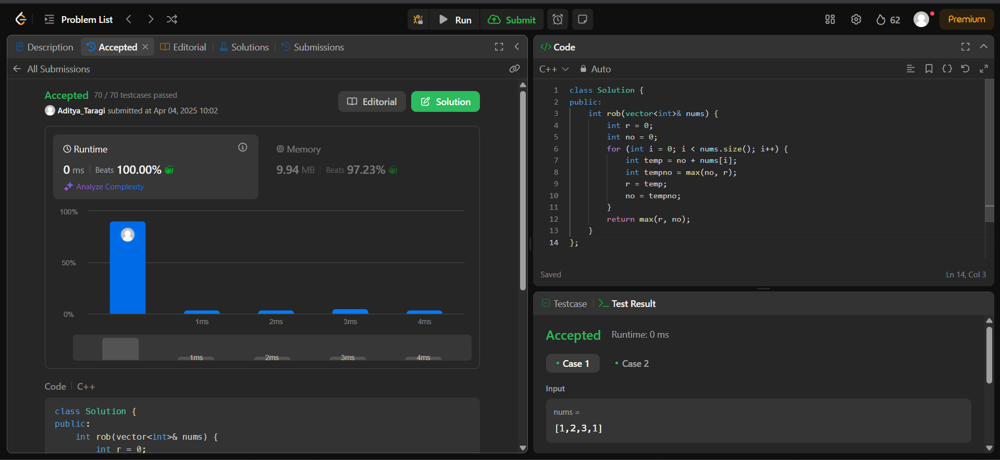 Problem List
Run
Submit
62
Premium
Description
Accepted
Editorial
Solutions
Submissions
All Submissions
Accepted 70 / 70 testcases passed
Aditya_Taragi submitted at Apr 04, 2025 10:02
Editorial
Solution
Runtime
0 ms | Beats 100.00%
Analyze Complexity
Memory
9.94 MB | Beats 97.23%
100%
50%
0%
1ms 2ms 3ms 4ms
1ms 2ms 3ms 4ms
Code | C++
class Solution {
public:
    int rob(vector<int>& nums) {
        int r = 0;
</> Code
C++
Auto
1 class Solution {
2 public:
3     int rob(vector<int>& nums) {
4         int r = 0;
5         int no = 0;
6         for (int i = 0; i < nums.size(); i++) {
7             int temp = no + nums[i];
8             int tempno = max(no, r);
9             r = temp;
10             no = tempno;
11         }
12         return max(r, no);
13     }
14 };
Saved
Ln 14, Col 3
Testcase
Test Result
Accepted Runtime: 0 ms
Case 1
Case 2
Input
nums =
[1,2,3,1]